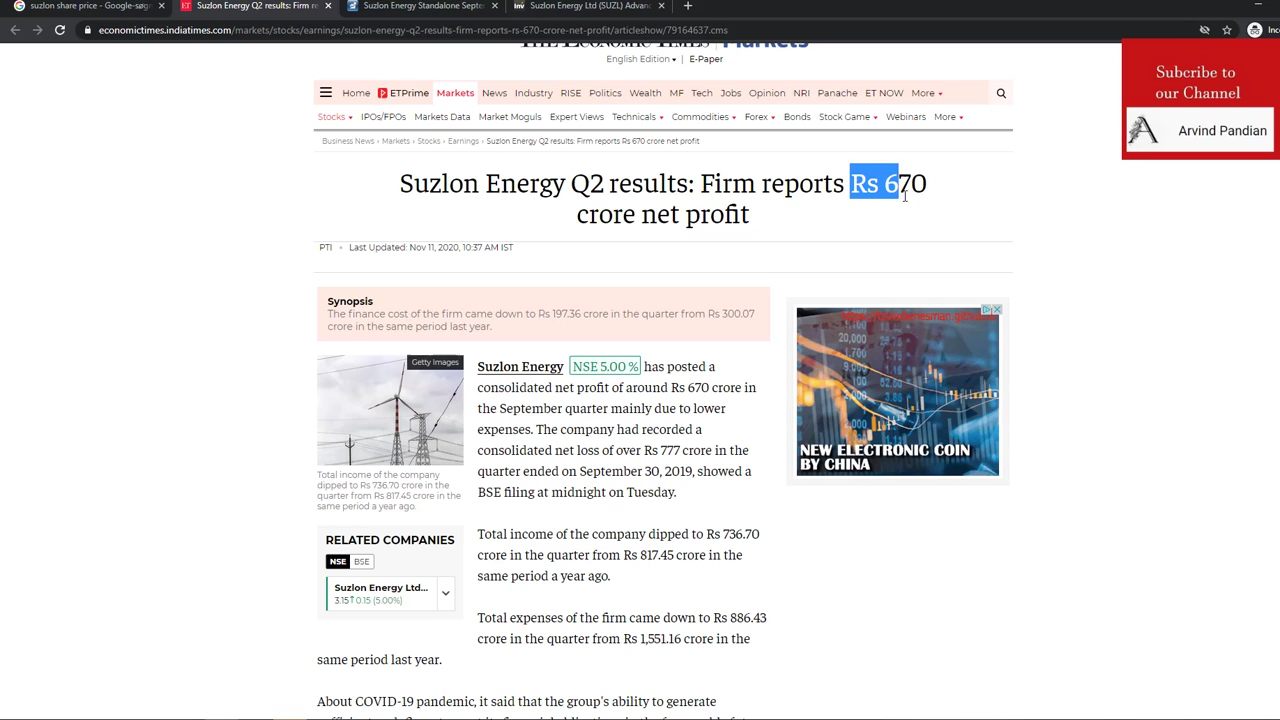 suzlon share price - Google-søg
Suzlon Energy Q2 results: Firm re
Suzlon Energy Standalone Septe
Suzlon Energy Ltd (SUZL) Advan
economictimes.indiatimes.com/markets/stocks/earnings/suzlon-energy-q2-results-firm-reports-rs-670-crore-net-profit/articleshow/79164637.cms
Inc
THE ECONOMIC TIMES Markets
English Edition | E-Paper
Subcribe to
our Channel
Arvind Pandian
Home ETPrime Markets News Industry RISE Politics Wealth MF Tech Jobs Opinion NRI Panache ET NOW More
Stocks IPOs/FPOs Markets Data Market Moguls Expert Views Technicals Commodities Forex Bonds Stock Game Webinars More
Business News › Markets › Stocks › Earnings › Suzlon Energy Q2 results: Firm reports Rs 670 crore net profit
Suzlon Energy Q2 results: Firm reports Rs 670
crore net profit
PTI • Last Updated: Nov 11, 2020, 10:37 AM IST
Synopsis
The finance cost of the firm came down to Rs 197.36 crore in the quarter from Rs 300.07
crore in the same period last year.
Getty Images
Total income of the company
dipped to Rs 736.70 crore in the
quarter from Rs 817.45 crore in the
same period a year ago.
RELATED COMPANIES
NSE BSE
Suzlon Energy Ltd...
3.15 0.15 (5.00%)
Suzlon Energy NSE 5.00 % has posted a
consolidated net profit of around Rs 670 crore in
the September quarter mainly due to lower
expenses. The company had recorded a
consolidated net loss of over Rs 777 crore in the
quarter ended on September 30, 2019, showed a
BSE filing at midnight on Tuesday.
Total income of the company dipped to Rs 736.70
crore in the quarter from Rs 817.45 crore in the
same period a year ago.
Total expenses of the firm came down to Rs 886.43
crore in the quarter from Rs 1,551.16 crore in the
same period last year.
About COVID-19 pandemic, it said that the group's ability to generate
NEW ELECTRONIC COIN
BY CHINA